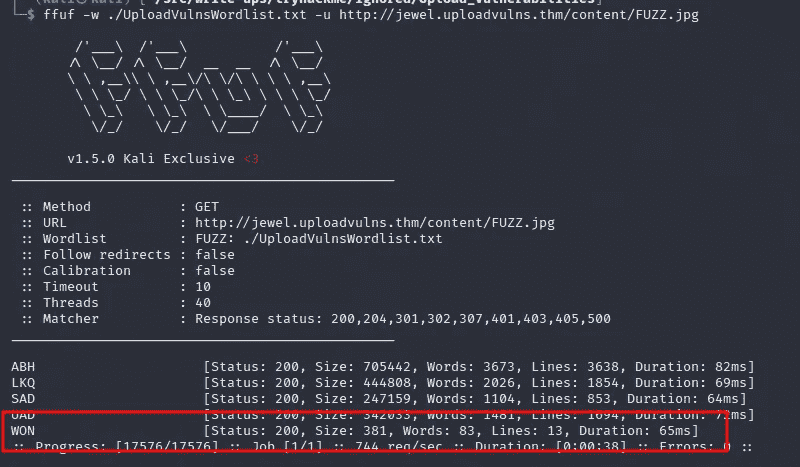 ffuf -w ./UploadVulnsWordlist.txt -u http://jewel.uploadvulns.thm/content/FUZZ.jpg
v1.5.0 Kali Exclusive <3
:: Method : GET
:: URL : http://jewel.uploadvulns.thm/content/FUZZ.jpg
:: Wordlist : FUZZ: ./UploadVulnsWordlist.txt
:: Follow redirects : false
:: Calibration : false
:: Timeout : 10
:: Threads : 40
:: Matcher : Response status: 200,204,301,302,307,401,403,405,500
ABH [Status: 200, Size: 705442, Words: 3673, Lines: 3638, Duration: 82ms]
LKQ [Status: 200, Size: 444808, Words: 2026, Lines: 1854, Duration: 69ms]
SAD [Status: 200, Size: 247159, Words: 1104, Lines: 853, Duration: 64ms]
UAD [Status: 200, Size: 342033, Words: 1481, Lines: 1694, Duration: 72ms]
WON [Status: 200, Size: 381, Words: 83, Lines: 13, Duration: 65ms]
:: Progress: [17576/17576] :: Job [1/1] :: 744 req/sec :: Duration: [0:00:38] :: Errors: 0 ::